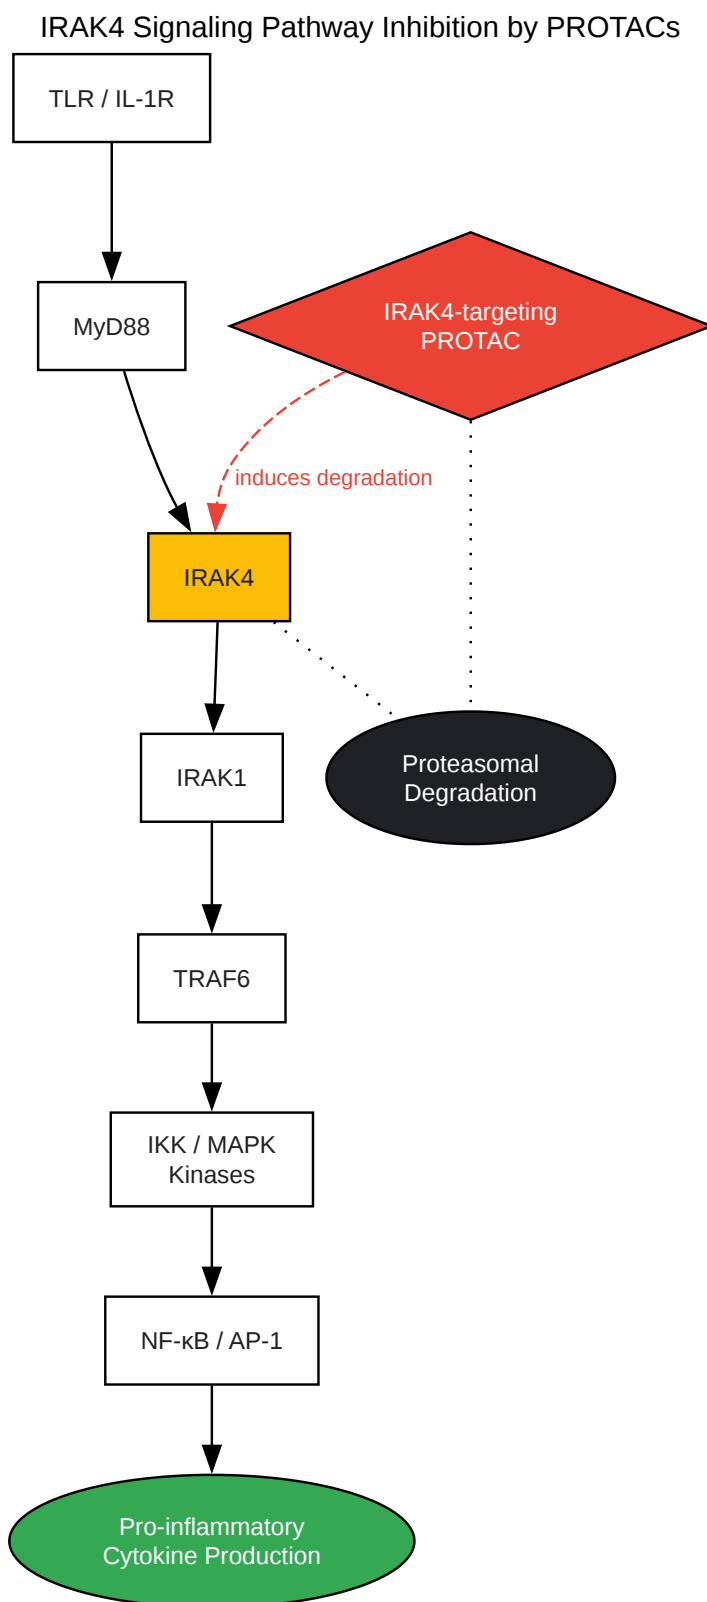 IRAK4 Signaling Pathway Inhibition by PROTACs
TLR / IL-1R
MyD88
IRAK4-targeting
PROTAC
induces degradation
IRAK4
IRAK1
Proteasomal
Degradation
TRAF6
IKK / MAPK
Kinases
NF-κB / AP-1
Pro-inflammatory
Cytokine Production